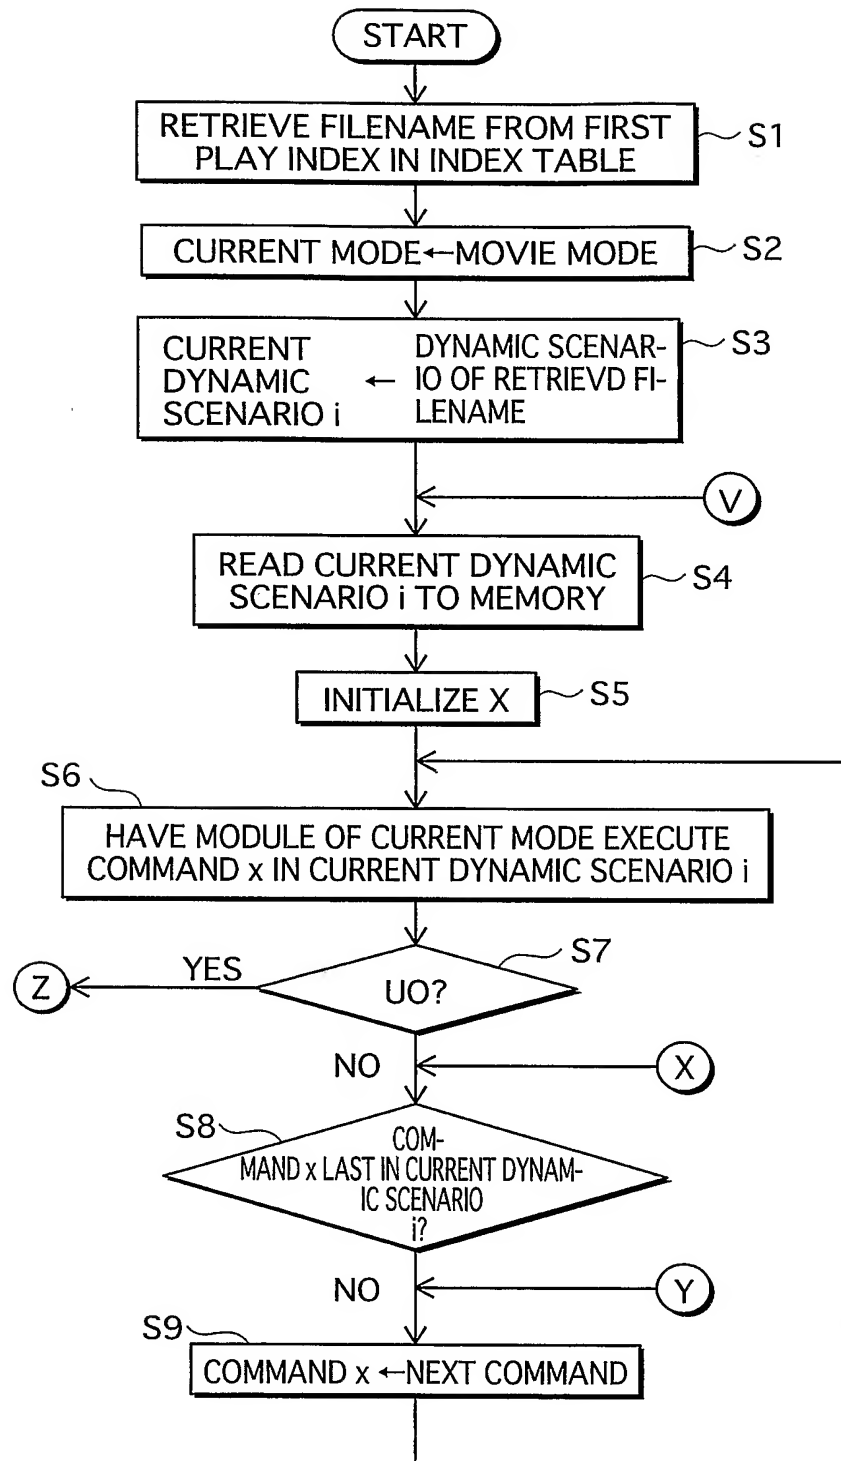 START
RETRIEVE FILENAME FROM FIRST
PLAY INDEX IN INDEX TABLE
S1
CURRENT MODE←MOVIE MODE
S2
CURRENT
DYNAMIC
SCENARIO i
←
DYNAMIC SCENAR-
IO OF RETRIEVD FI-
LENAME
S3
V
READ CURRENT DYNAMIC
SCENARIO i TO MEMORY
S4
INITIALIZE X
S5
S6
HAVE MODULE OF CURRENT MODE EXECUTE
COMMAND x IN CURRENT DYNAMIC SCENARIO i
S7
UO?
YES
Z
NO
X
S8
COM-
MAND x LAST IN CURRENT DYNAM-
IC SCENARIO
i?
NO
Y
S9
COMMAND x ←NEXT COMMAND